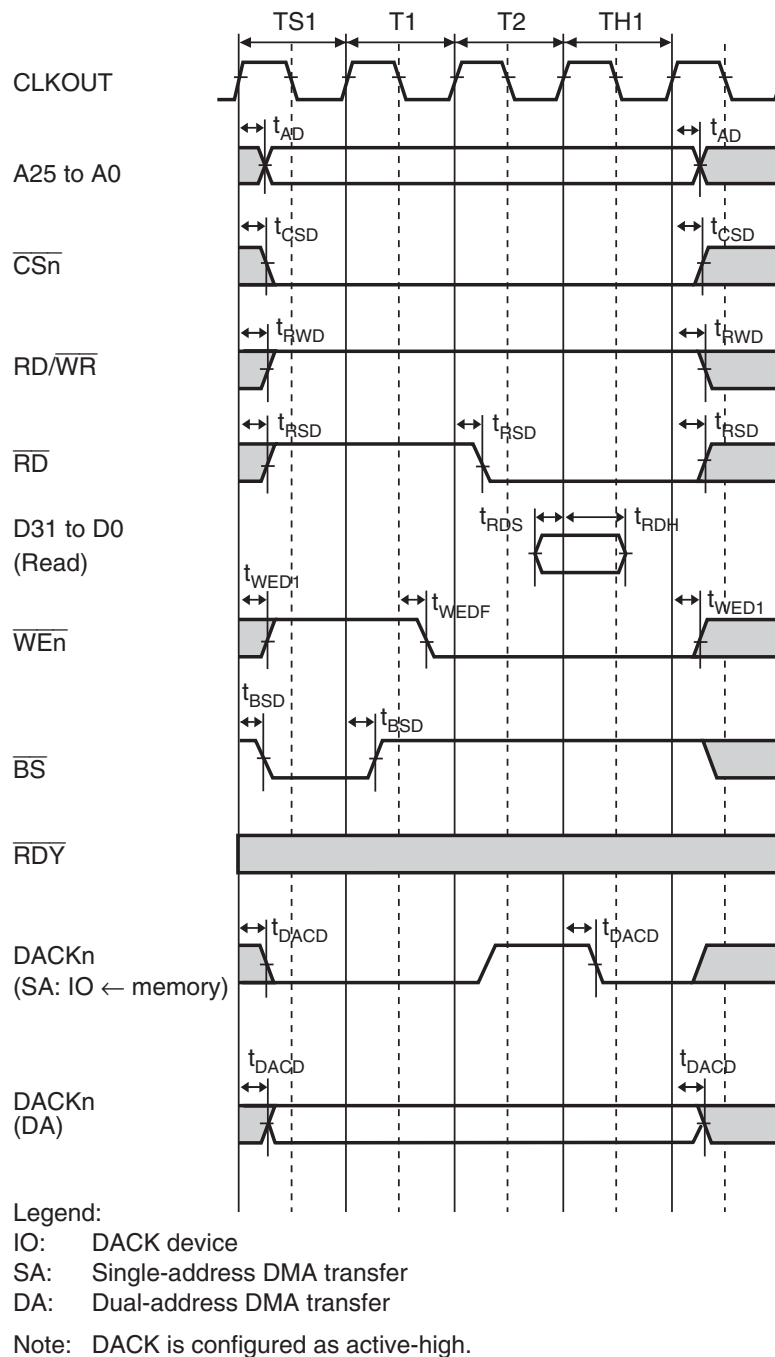 TS1 T1 T2 TH1
CLKOUT
tAD tAD
A25 to A0
tCSD tCSD
CSn
tRWD tRWD
RD/WR
tRSD tRSD tRSD
RD
D31 to D0
(Read)
tRDS tRDH
tWED1 tWEDF tWED1
WEn
tBSD tBSD
BS
RDY
tDACD tDACD
DACKn
(SA: IO ← memory)
tDACD tDACD
DACKn
(DA)
Legend:
IO: DACK device
SA: Single-address DMA transfer
DA: Dual-address DMA transfer
Note: DACK is configured as active-high.